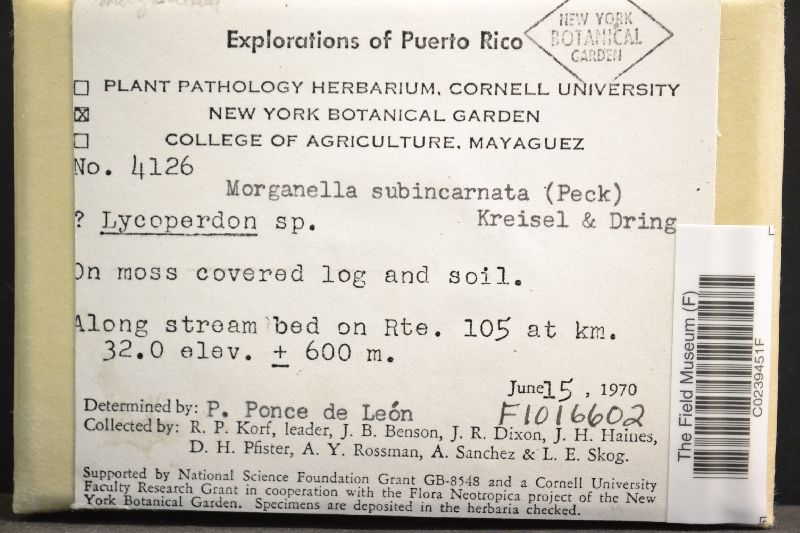 Explorations of Puerto Rico
NEW YORK
BOTANICAL
GARDEN
☐ PLANT PATHOLOGY HERBARIUM, CORNELL UNIVERSITY
☒ NEW YORK BOTANICAL GARDEN
☐ COLLEGE OF AGRICULTURE, MAYAGUEZ
No. 4126
Morganella subincarnata (Peck)
? Lycoperdon sp. Kreisel & Dring
On moss covered log and soil.
Along stream bed on Rte. 105 at km.
32.0 elev. ± 600 m.
June 15, 1970
Determined by: P. Ponce de León F1016602
Collected by: R. P. Korf, leader, J. B. Benson, J. R. Dixon, J. H. Haines,
D. H. Pfister, A. Y. Rossman, A. Sanchez & L. E. Skog.
Supported by National Science Foundation Grant GB-8548 and a Cornell University
Faculty Research Grant in cooperation with the Flora Neotropica project of the New
York Botanical Garden. Specimens are deposited in the herbaria checked.
The Field Museum (F)
C0239451F